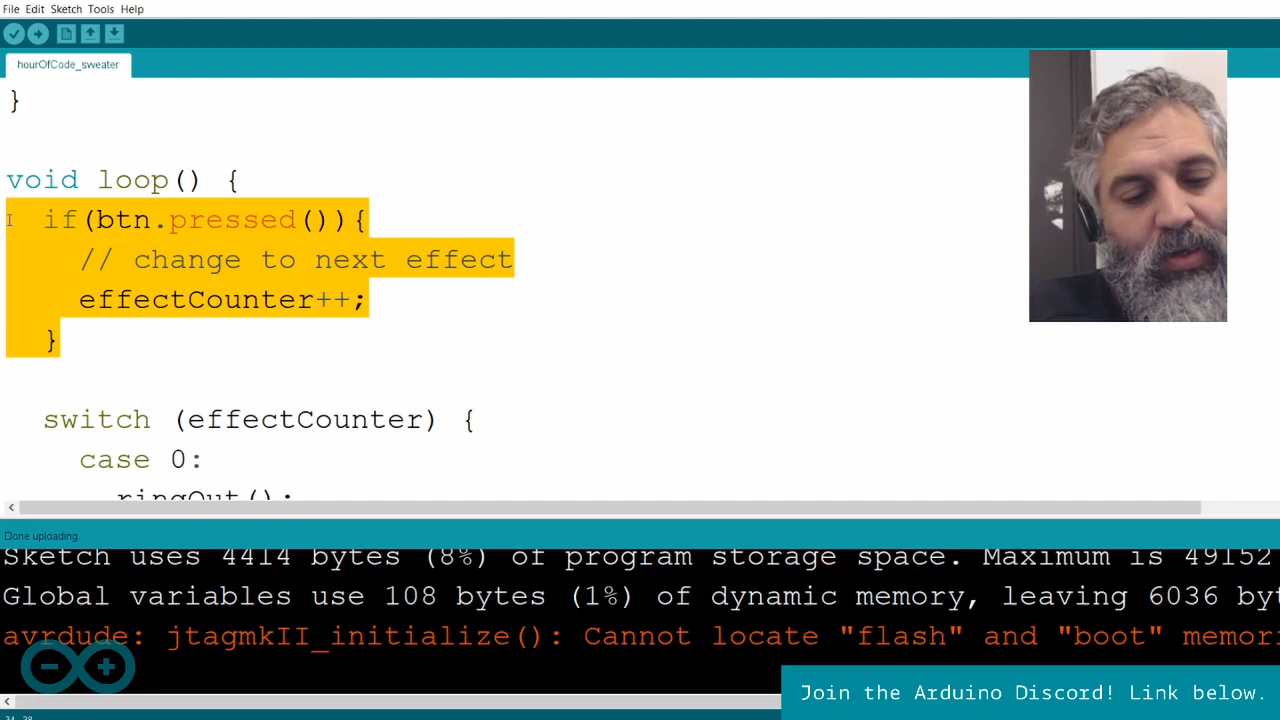 File Edit Sketch Tools Help
hourOfCode_sweater
}
void loop() {
if(btn.pressed()){
// change to next effect
effectCounter++;
}
switch (effectCounter) {
case 0:
ringOut();
Done uploading.
Sketch uses 4414 bytes (8%) of program storage space. Maximum is 49152
Global variables use 108 bytes (1%) of dynamic memory, leaving 6036 byt
avrdude: jtagmkII_initialize(): Cannot locate "flash" and "boot" memori
Join the Arduino Discord! Link below.